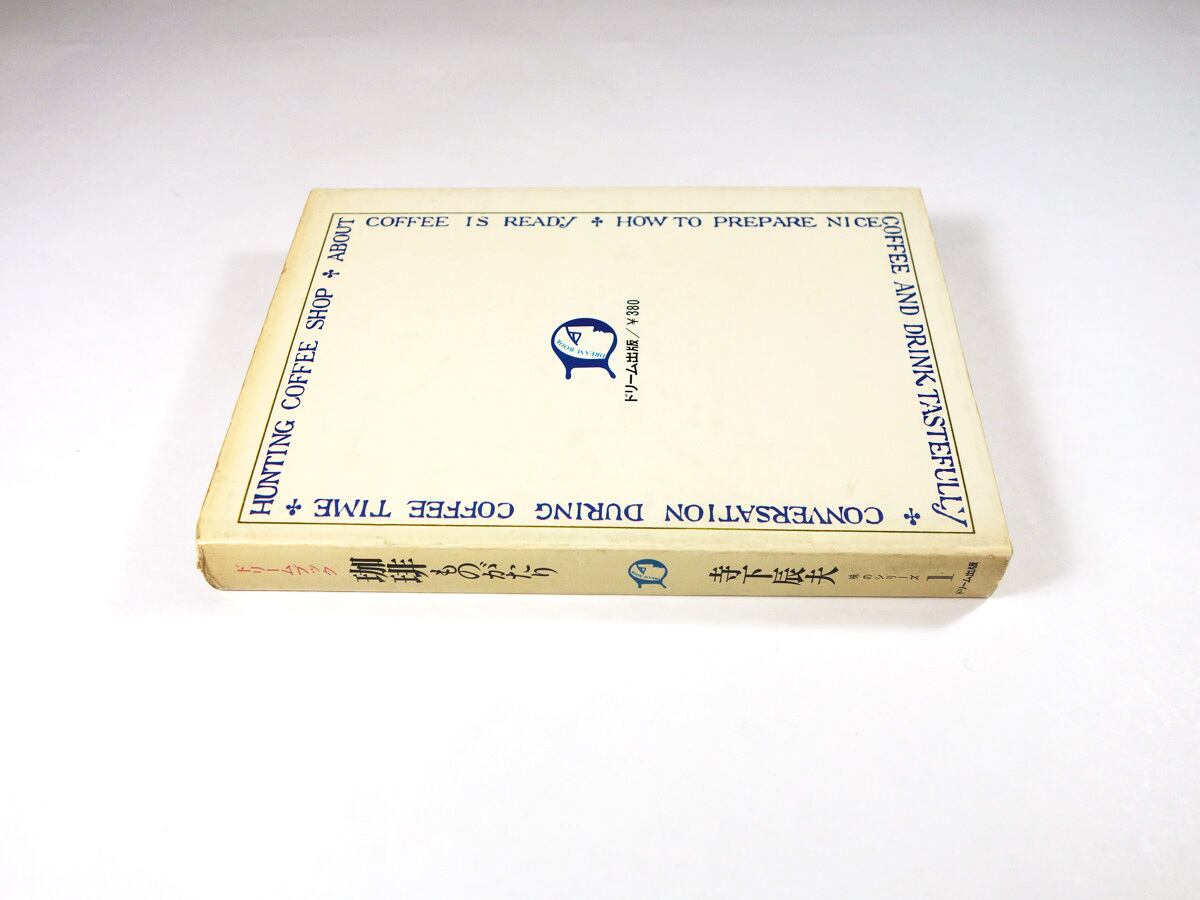 COFFEE IS READY ✤ HOW TO PREPARE NICE
COFFEE AND DRINK TASTEFULLY ✤
CONVERSATION DURING COFFEE TIME ✤
HUNTING COFFEE SHOP ✤ ABOUT
DREAM BOOK
ドリーム出版/¥380
ドリームブック
珈琲ものがたり
寺下辰夫
味のシリーズ 1
ドリーム出版